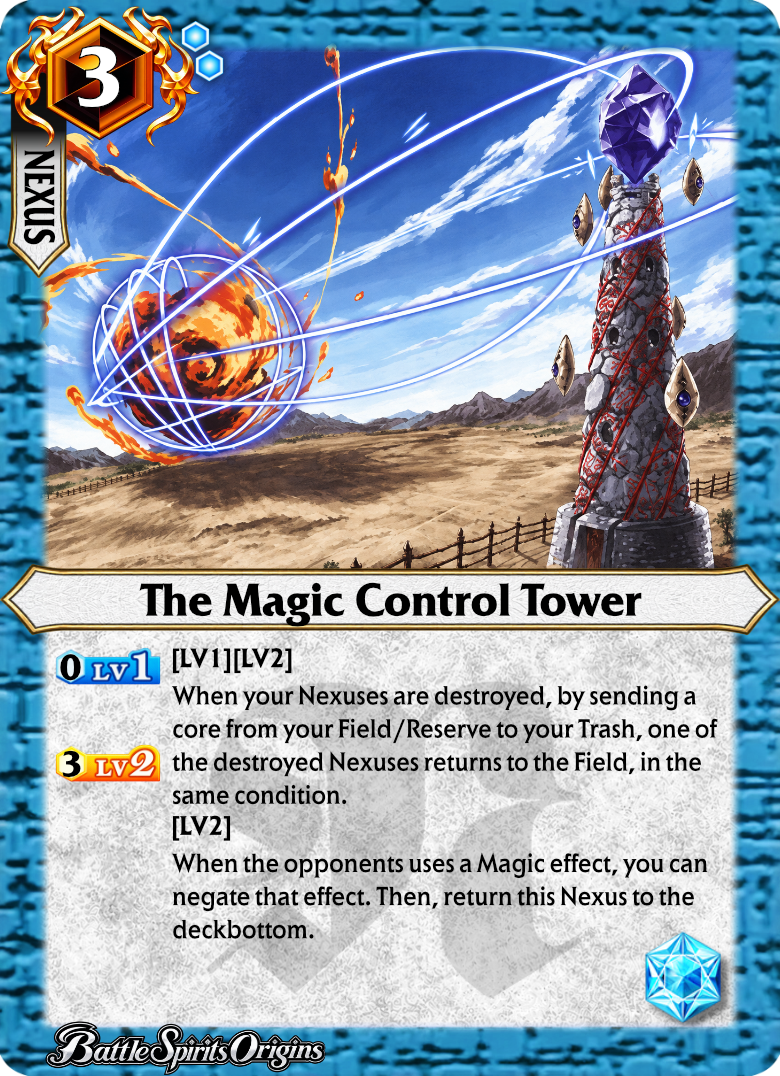 3
NEXUS
The Magic Control Tower
0 LV1
[LV1][LV2]
When your Nexuses are destroyed, by sending a
core from your Field/Reserve to your Trash, one of
3 LV2
the destroyed Nexuses returns to the Field, in the
same condition.
[LV2]
When the opponents uses a Magic effect, you can
negate that effect. Then, return this Nexus to the
deckbottom.
Battle Spirits Origins